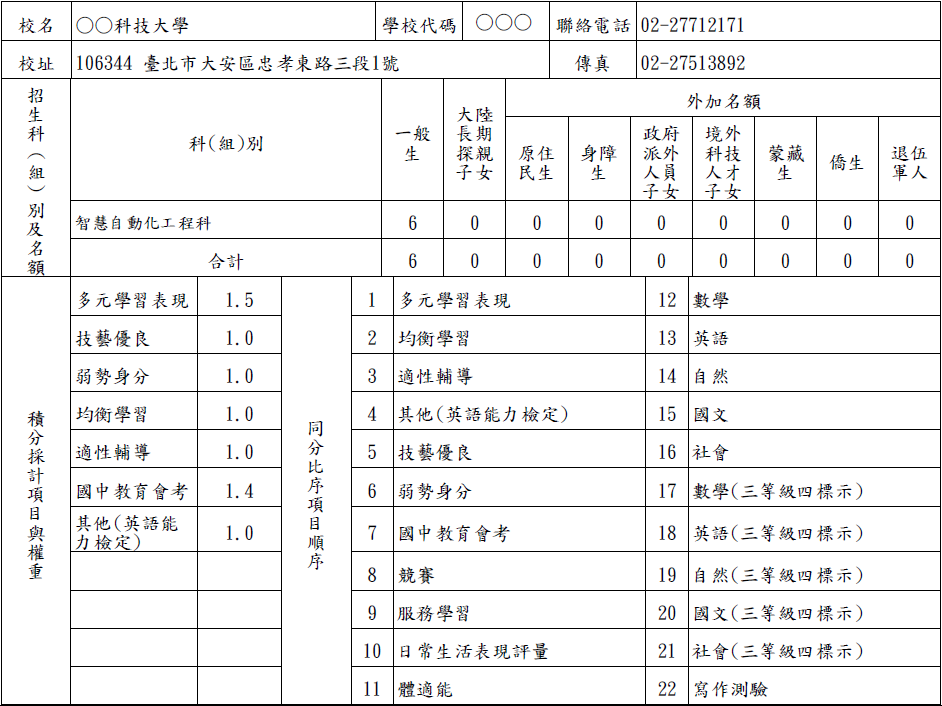 校名 〇〇科技大學 學校代碼 〇〇〇 聯絡電話 02-27712171
校址 106344 臺北市大安區忠孝東路三段1號 傳真 02-27513892
招生科（組）別及名額
科(組)別
一般
生
大陸
長期
探親
子女
外加名額
原住
民生
身障
生
政府
派外
人員
子女
境外
科技
人才
子女
蒙藏
生
僑生
退伍
軍人
智慧自動化工程科 6 0 0 0 0 0 0 0 0
合計 6 0 0 0 0 0 0 0 0
積分採計項目與權重
多元學習表現 1.5
技藝優良 1.0
弱勢身分 1.0
均衡學習 1.0
適性輔導 1.0
國中教育會考 1.4
其他(英語能
力檢定) 1.0
同分比序項目順序
1 多元學習表現 12 數學
2 均衡學習 13 英語
3 適性輔導 14 自然
4 其他(英語能力檢定) 15 國文
5 技藝優良 16 社會
6 弱勢身分 17 數學(三等級四標示)
7 國中教育會考 18 英語(三等級四標示)
8 競賽 19 自然(三等級四標示)
9 服務學習 20 國文(三等級四標示)
10 日常生活表現評量 21 社會(三等級四標示)
11 體適能 22 寫作測驗